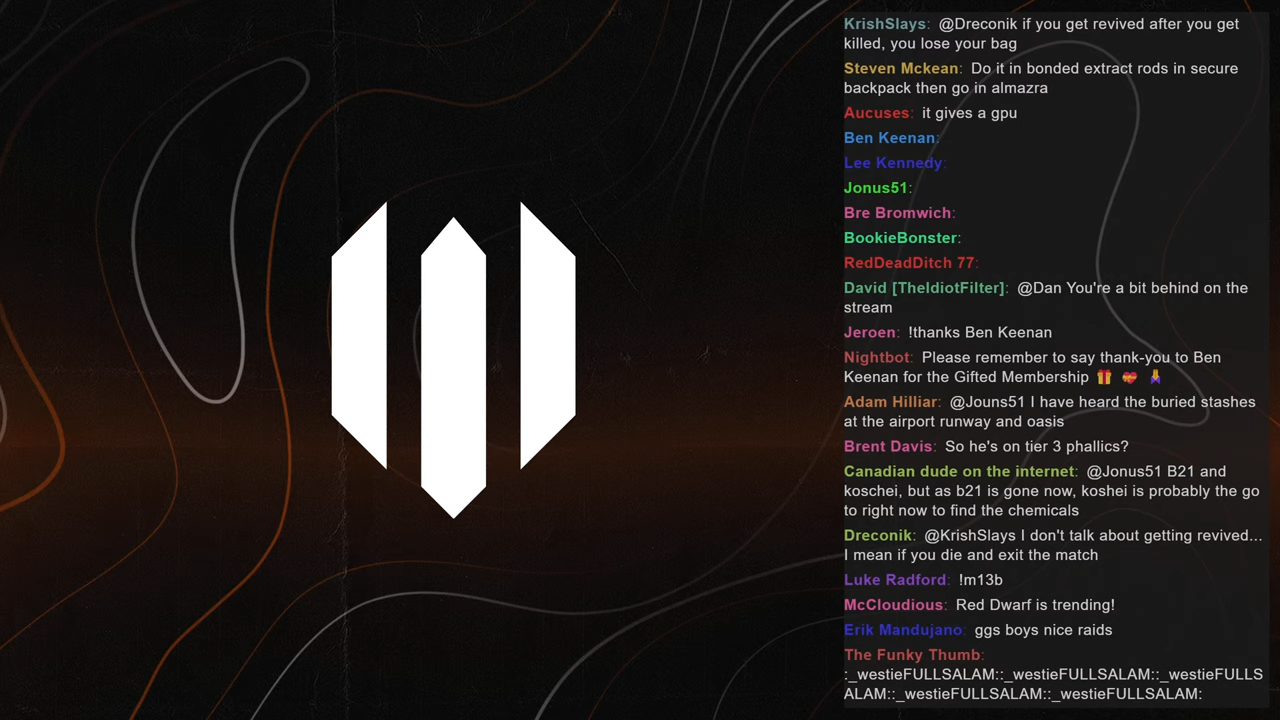 KrishSlays: @Dreconik if you get revived after you get
killed, you lose your bag
Steven Mckean: Do it in bonded extract rods in secure
backpack then go in almazra
Aucuses: it gives a gpu
Ben Keenan:
Lee Kennedy:
Jonus51:
Bre Bromwich:
BookieBonster:
RedDeadDitch 77:
David [TheIdiotFilter]: @Dan You're a bit behind on the
stream
Jeroen: !thanks Ben Keenan
Nightbot: Please remember to say thank-you to Ben
Keenan for the Gifted Membership 🎁 💝 🎗
Adam Hilliar: @Jouns51 I have heard the buried stashes
at the airport runway and oasis
Brent Davis: So he's on tier 3 phallics?
Canadian dude on the internet: @Jonus51 B21 and
koschei, but as b21 is gone now, koshei is probably the go
to right now to find the chemicals
Dreconik: @KrishSlays I don't talk about getting revived...
I mean if you die and exit the match
Luke Radford: !m13b
McCloudious: Red Dwarf is trending!
Erik Mandujano: ggs boys nice raids
The Funky Thumb:
:_westieFULLSALAM::_westieFULLSALAM::_westieFULLS
ALAM::_westieFULLSALAM::_westieFULLSALAM: